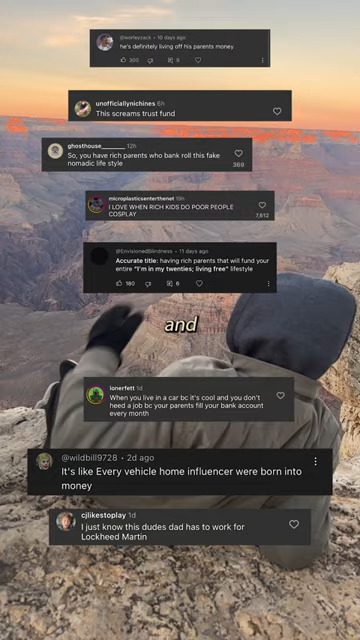 @worleyzack • 10 days ago
he's definitely living off his parents money
300
6
unofficiallynichines 6h
This screams trust fund
ghosthouse______ 12h
So, you have rich parents who bank roll this fake
nomadic life style
369
microplasticsenterthenet 19h
I LOVE WHEN RICH KIDS DO POOR PEOPLE
COSPLAY
7,612
@EnvisionedBlindness • 11 days ago
Accurate title: having rich parents that will fund your
entire "I'm in my twenties; living free" lifestyle
180
6
and
lonerfett 1d
When you live in a car bc it's cool and you don't
heed a job bc your parents fill your bank account
every month
@wildbill9728 • 2d ago
It's like Every vehicle home influencer were born into
money
cjlikestoplay 1d
I just know this dudes dad has to work for
Lockheed Martin